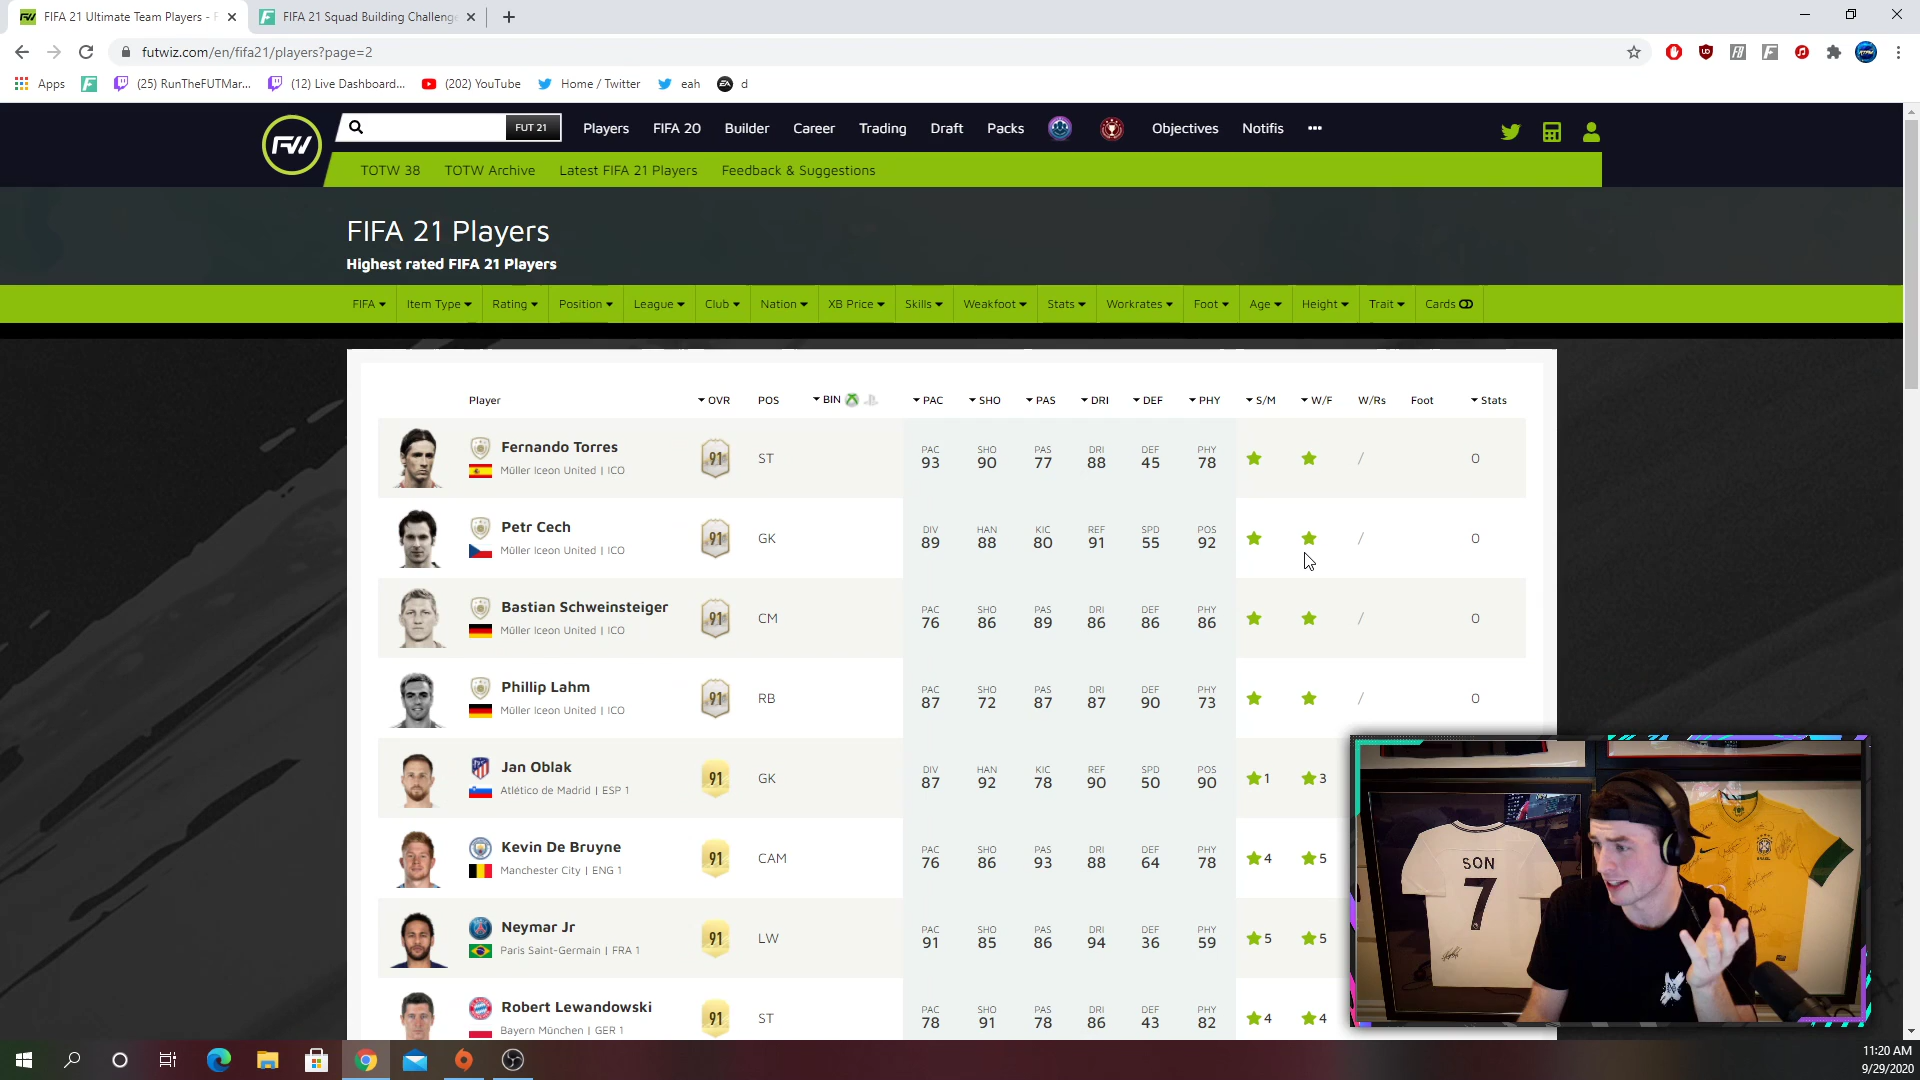 FIFA 21 Ultimate Team Players - F
FIFA 21 Squad Building Challenge
futwiz.com/en/fifa21/players?page=2
Apps (25) RunTheFUTMar... (12) Live Dashboard... (202) YouTube Home / Twitter eah d
FUT 21 Players FIFA 20 Builder Career Trading Draft Packs Objectives Notifis •••
TOTW 38 TOTW Archive Latest FIFA 21 Players Feedback & Suggestions
FIFA 21 Players
Highest rated FIFA 21 Players
FIFA Item Type Rating Position League Club Nation XB Price Skills Weakfoot Stats Workrates Foot Age Height Trait Cards
Player OVR POS BIN PAC SHO PAS DRI DEF PHY S/M W/F W/Rs Foot Stats
PAC SHO PAS DRI DEF PHY
Fernando Torres 91 ST 93 90 77 88 45 78 / 0
Müller Iceon United | ICO
DIV HAN KIC REF SPD POS
Petr Cech 91 GK 89 88 80 91 55 92 / 0
Müller Iceon United | ICO
PAC SHO PAS DRI DEF PHY
Bastian Schweinsteiger 91 CM 76 86 89 86 86 86 / 0
Müller Iceon United | ICO
PAC SHO PAS DRI DEF PHY
Phillip Lahm 91 RB 87 72 87 87 90 73 / 0
Müller Iceon United | ICO
DIV HAN KIC REF SPD POS
Jan Oblak 91 GK 87 92 78 90 50 90 1 3
Atlético de Madrid | ESP 1
PAC SHO PAS DRI DEF PHY
Kevin De Bruyne 91 CAM 76 86 93 88 64 78 4 5
Manchester City | ENG 1
PAC SHO PAS DRI DEF PHY
Neymar Jr 91 LW 91 85 86 94 36 59 5 5
Paris Saint-Germain | FRA 1
PAC SHO PAS DRI DEF PHY
Robert Lewandowski 91 ST 78 91 78 86 43 82 4 4
Bayern München | GER 1
SON
7
11:20 AM
9/29/2020